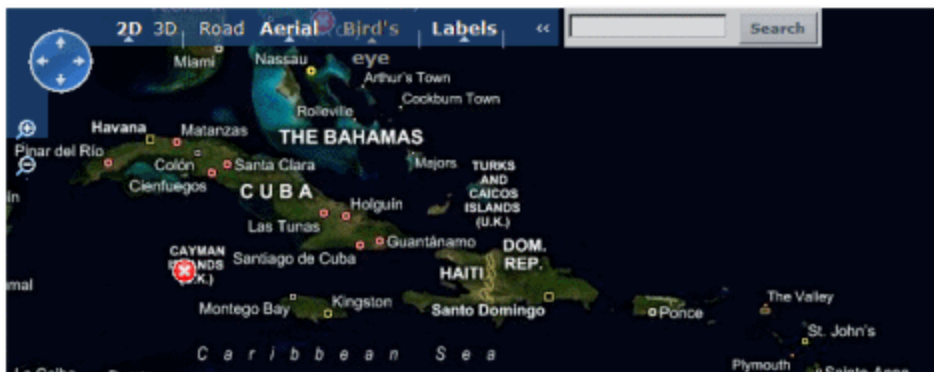 2D 3D Road Aerial Bird's eye Labels «
Search
Miami
Nassau
Arthur's Town
Cockburn Town
Rolleville
Havana
Matanzas
THE BAHAMAS
Pinar del Río
Colón
Santa Clara
Majors
TURKS
AND
CAICOS
ISLANDS
(U.K.)
Cienfuegos
CUBA
Holguín
Las Tunas
Guantánamo
CAYMAN
Santiago de Cuba
DOM.
REP.
HAITI
Montego Bay
Kingston
Santo Domingo
Ponce
The Valley
St. John's
Caribbean Sea
Plymouth